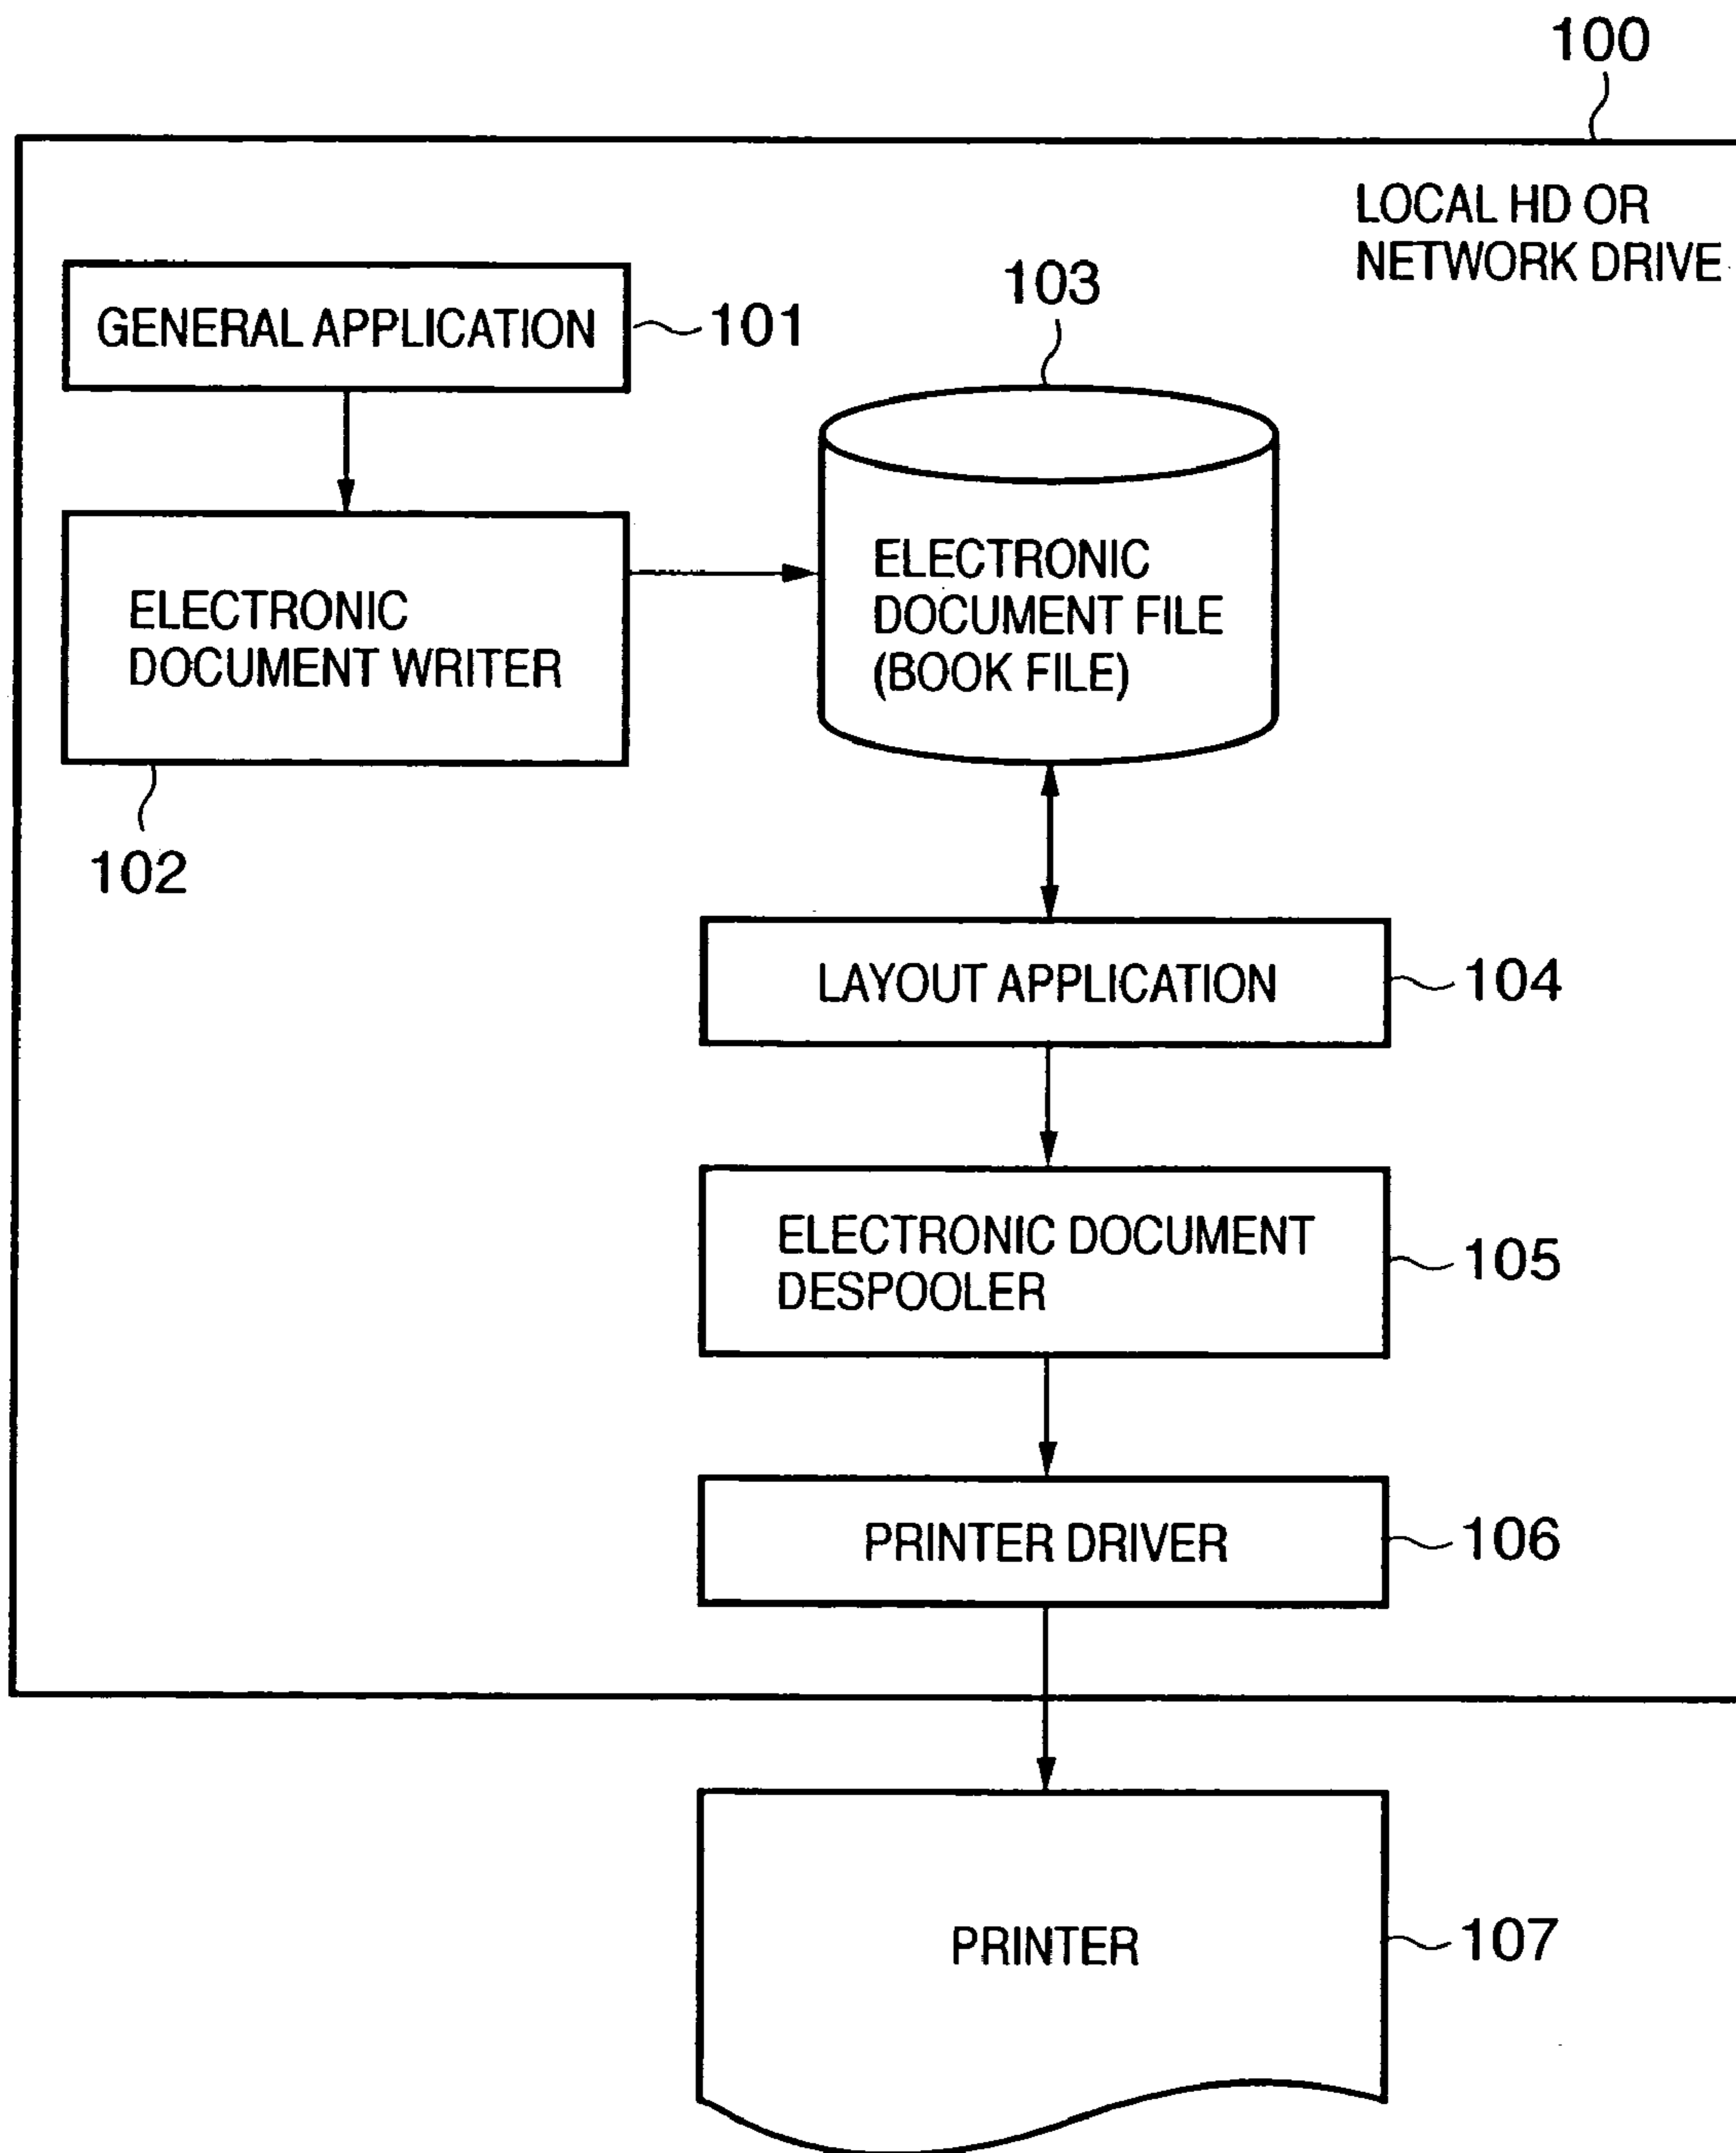 100
LOCAL HD OR
NETWORK DRIVE
GENERAL APPLICATION
101
103
ELECTRONIC
DOCUMENT WRITER
102
ELECTRONIC
DOCUMENT FILE
(BOOK FILE)
LAYOUT APPLICATION
104
ELECTRONIC DOCUMENT
DESPOOLER
105
PRINTER DRIVER
106
PRINTER
107